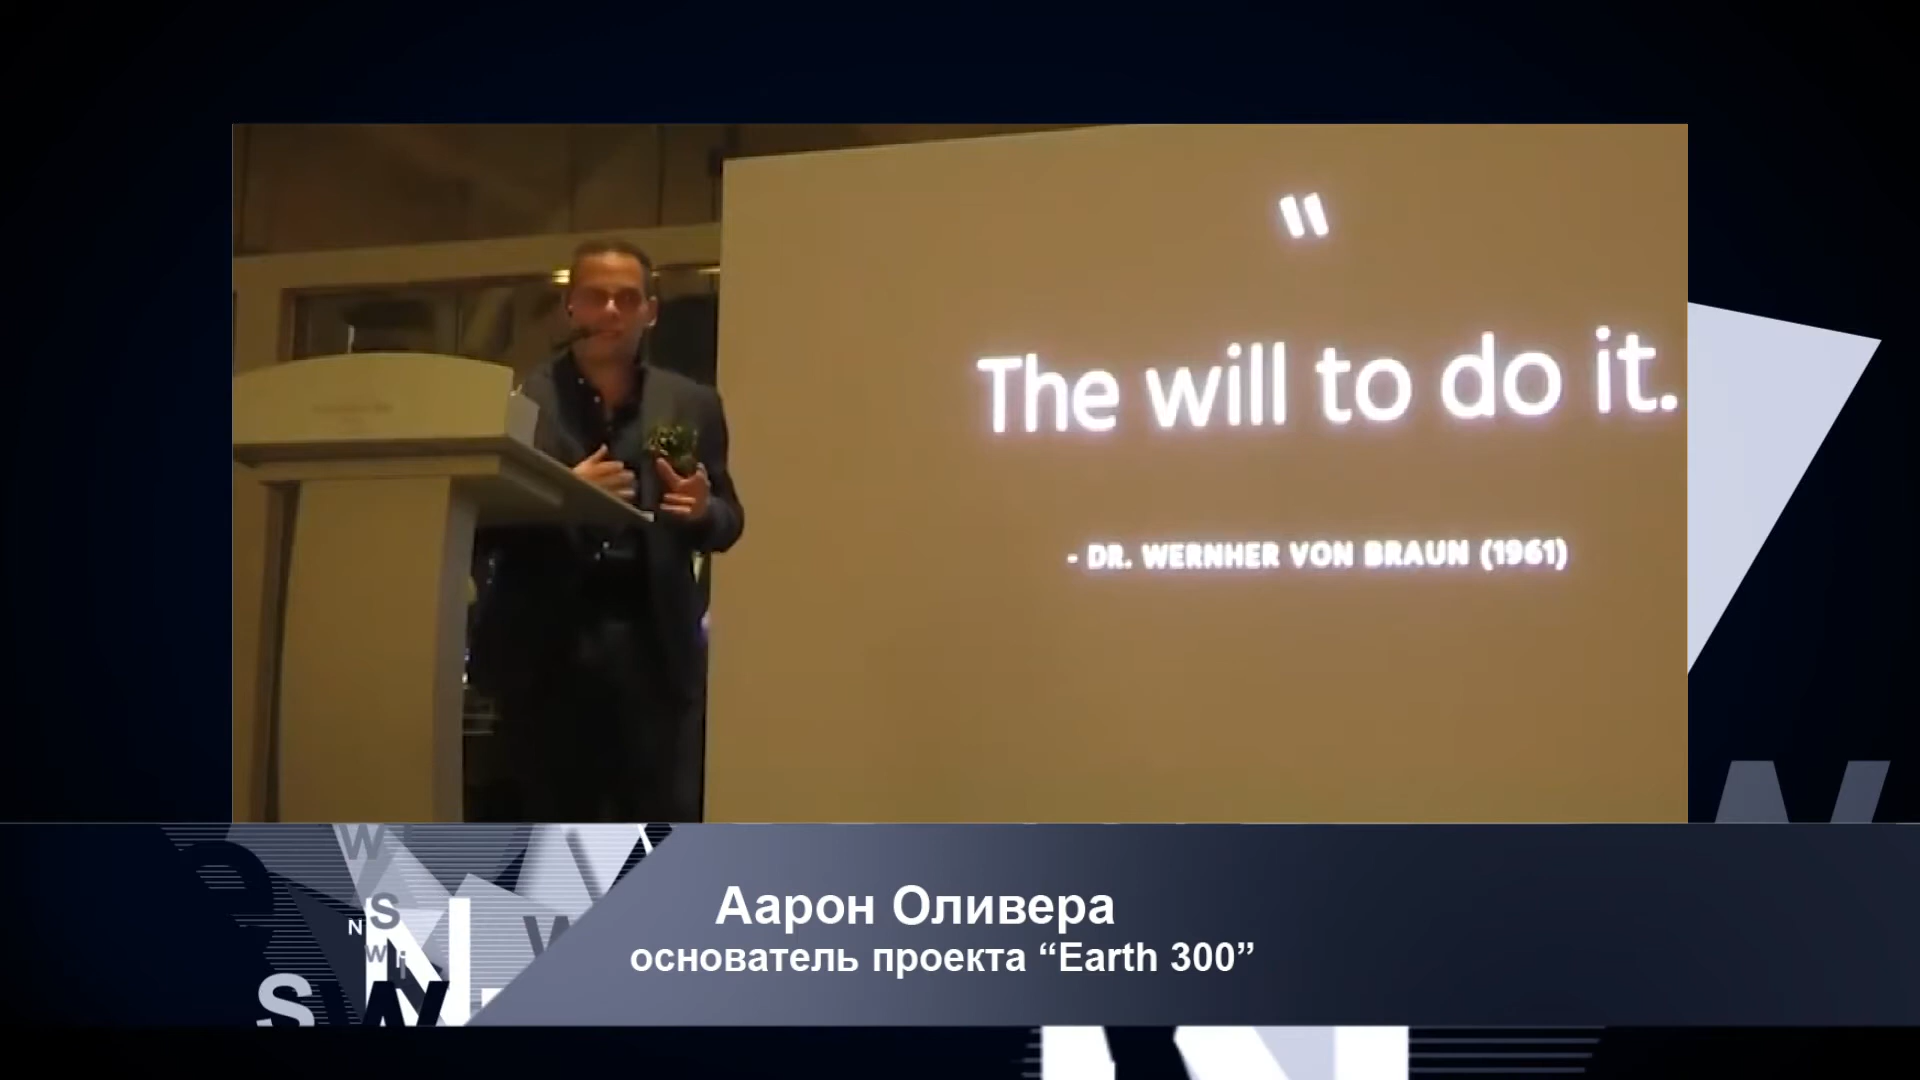 “
The will to do it.
- DR. WERNHER VON BRAUN (1961)
Аарон Оливера
основатель проекта “Earth 300”